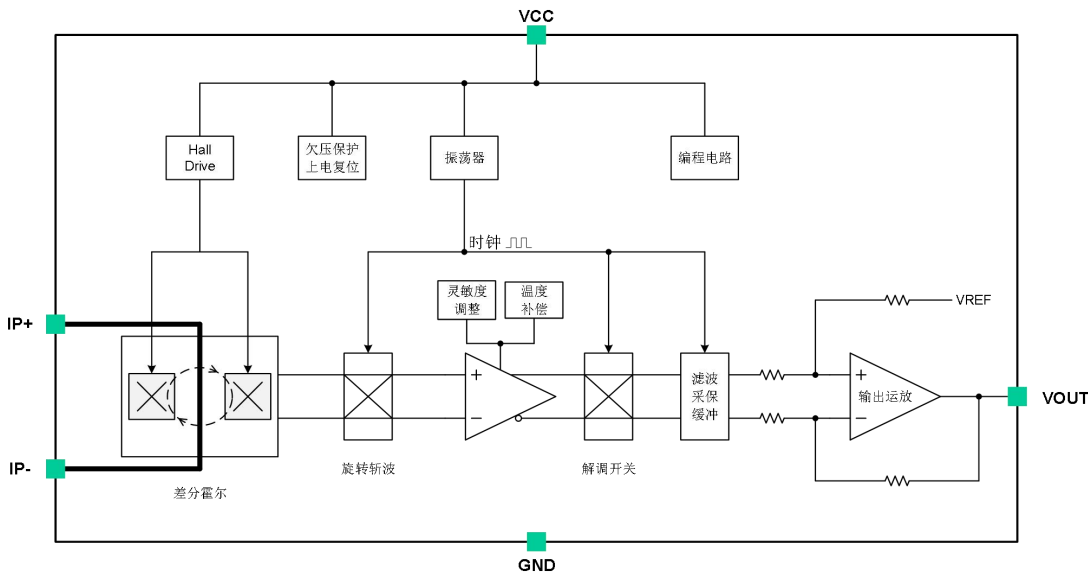 VCC
Hall
Drive
欠压保护
上电复位
振荡器
编程电路
时钟
灵敏度
调整
温度
补偿
VREF
IP+
滤波
采保
缓冲
+
−
+
−
输出运放
VOUT
IP-
旋转斩波
解调开关
差分霍尔
GND